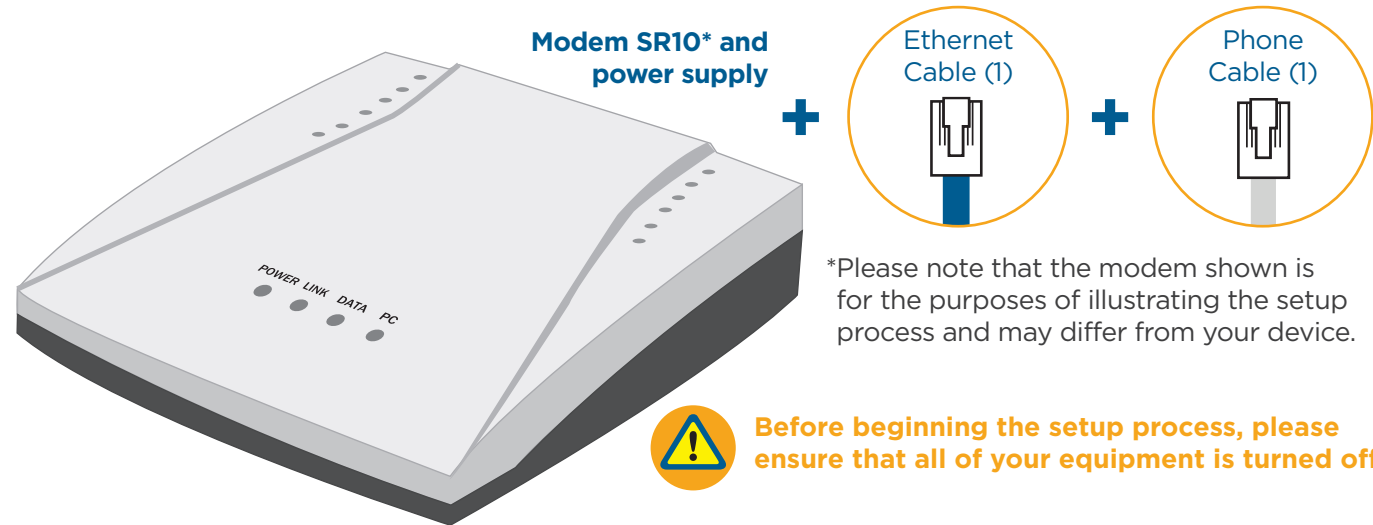 Modem SR10* and
power supply
Ethernet
Cable (1)
Phone
Cable (1)
POWER LINK DATA PC
*Please note that the modem shown is
for the purposes of illustrating the setup
process and may differ from your device.
Before beginning the setup process, please
ensure that all of your equipment is turned off